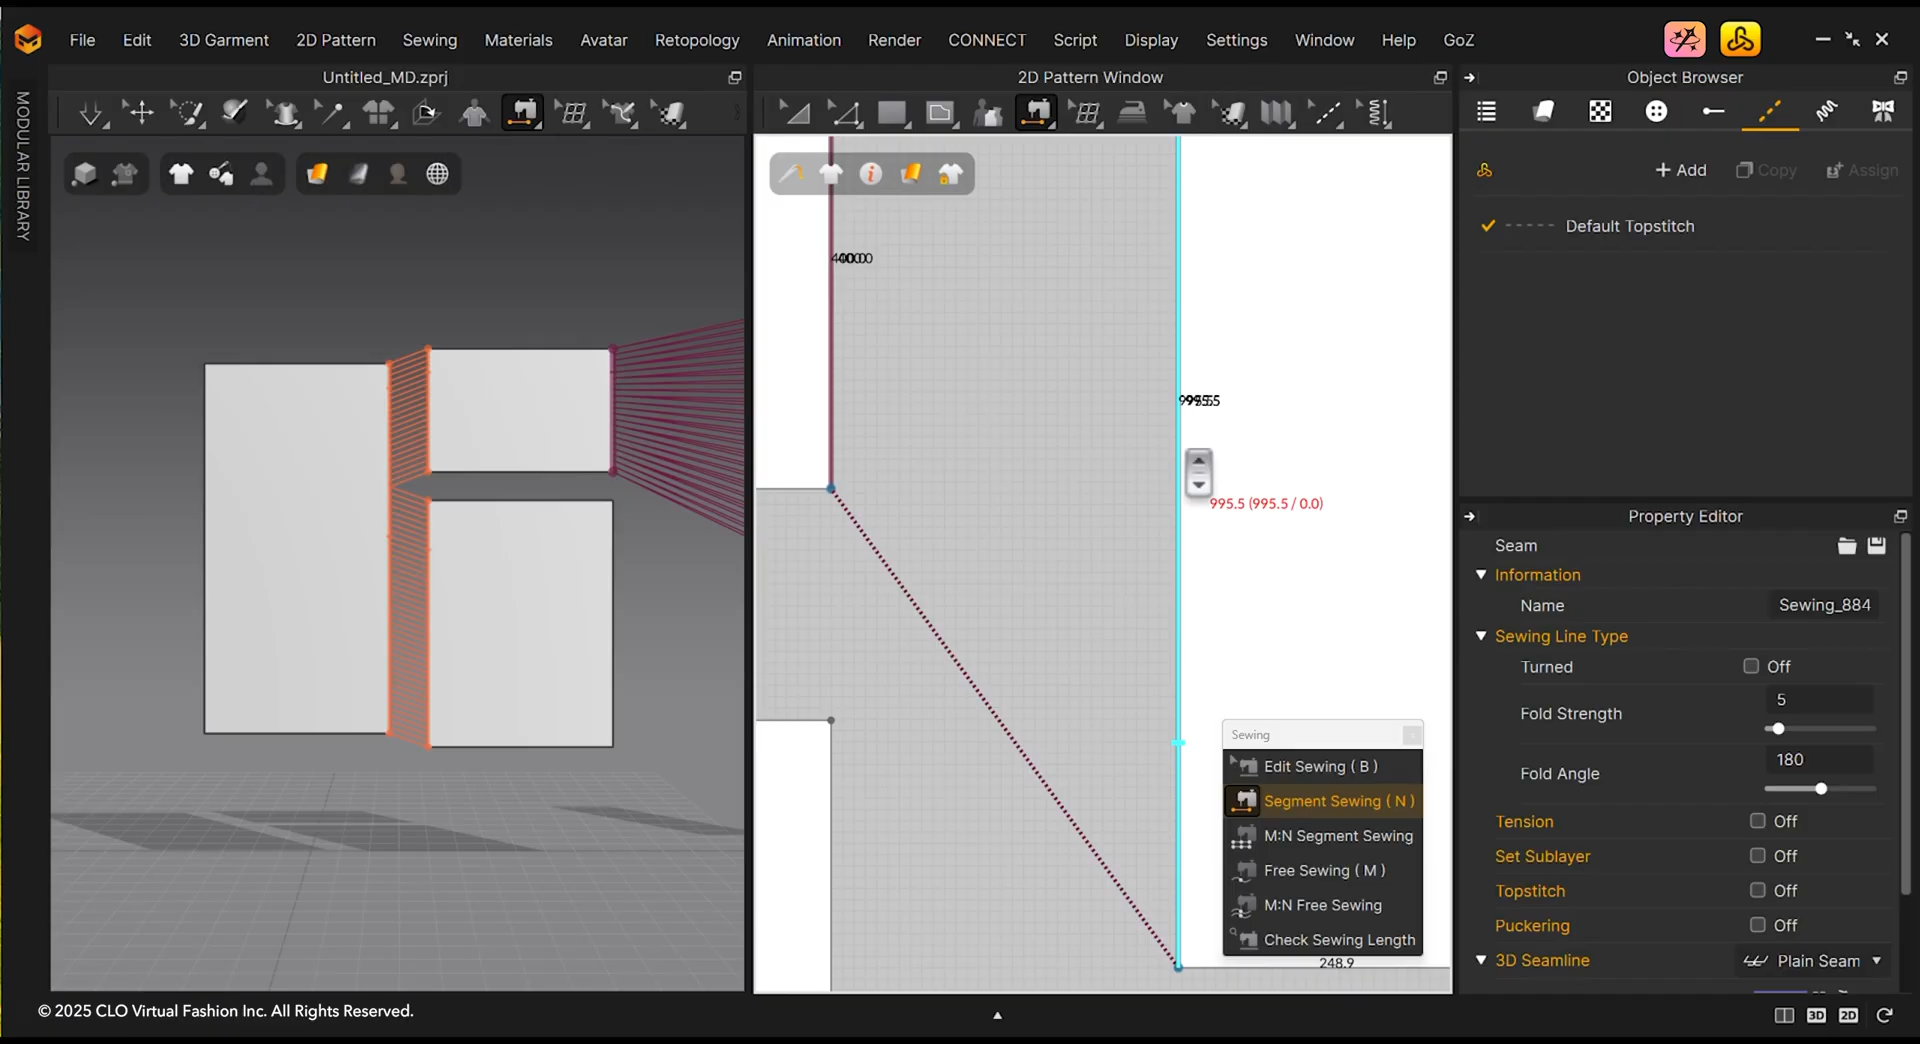 File Edit 3D Garment 2D Pattern Sewing Materials Avatar Retopology Animation Render CONNECT Script Display Settings Window Help GoZ
MODULAR LIBRARY
Untitled_MD.zprj
2D Pattern Window
Object Browser
Add Copy Assign
Default Topstitch
995.5 (995.5 / 0.0)
Sewing
Edit Sewing ( B )
Segment Sewing ( N )
M:N Segment Sewing
Free Sewing ( M )
M:N Free Sewing
Check Sewing Length
248.9
Property Editor
Seam
Information
Name Sewing_884
Sewing Line Type
Turned Off
Fold Strength 5
Fold Angle 180
Tension Off
Set Sublayer Off
Topstitch Off
Puckering Off
3D Seamline Plain Seam
© 2025 CLO Virtual Fashion Inc. All Rights Reserved.
3D 2D